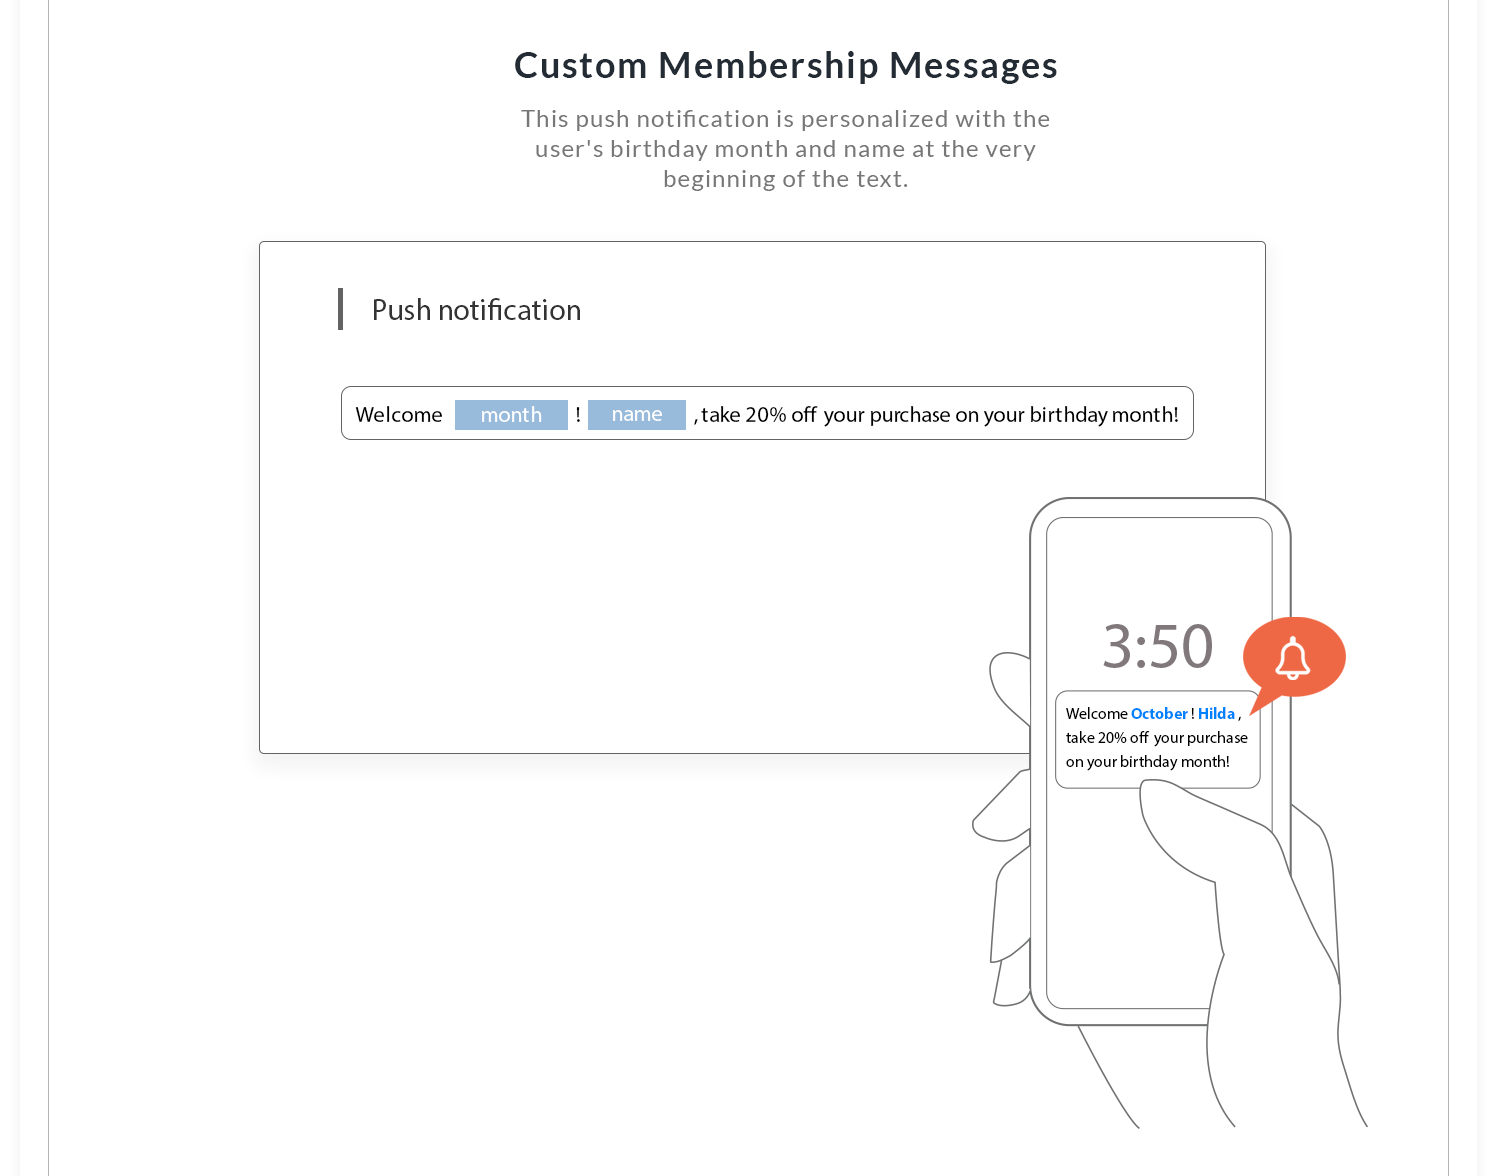 Custom Membership Messages
This push notification is personalized with the
user's birthday month and name at the very
beginning of the text.
Push notification
Welcome month ! name , take 20% off your purchase on your birthday month!
3:50
Welcome October ! Hilda ,
take 20% off your purchase
on your birthday month!